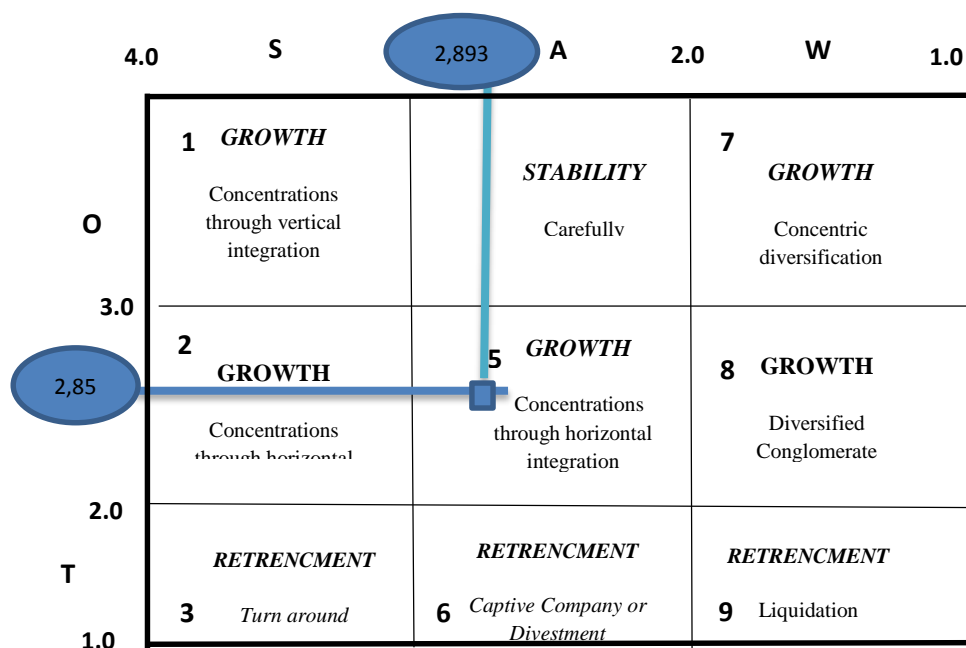 S
2,893
A
W
4.0
2.0
1.0
1
GROWTH
Concentrations
through vertical
integration
STABILITY
Carefully
7
GROWTH
Concentric
diversification
O
3.0
2
GROWTH
Concentrations
through horizontal
2,85
5
GROWTH
Concentrations
through horizontal
integration
8
GROWTH
Diversified
Conglomerate
2.0
T
RETRENCMENT
3
Turn around
RETRENCMENT
6
Captive Company or
Divestment
RETRENCMENT
9
Liquidation
1.0